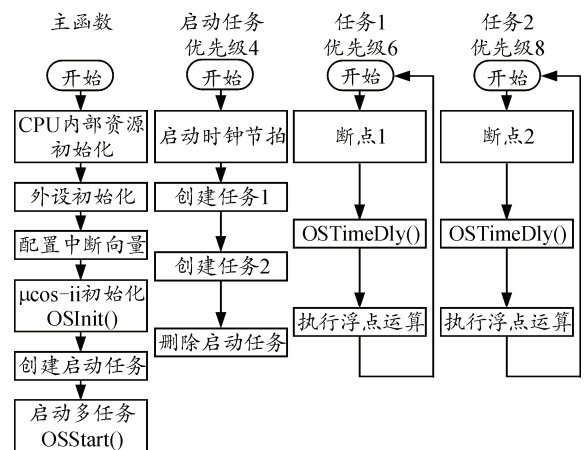 主函数
开始
CPU内部资源
初始化
外设初始化
配置中断向量
μcos-ii初始化
OSInit()
创建启动任务
启动多任务
OSStart()
启动任务
优先级4
开始
启动时钟节拍
创建任务1
创建任务2
删除启动任务
任务1
优先级6
开始
断点1
OSTimeDly()
执行浮点运算
任务2
优先级8
开始
断点2
OSTimeDly()
执行浮点运算